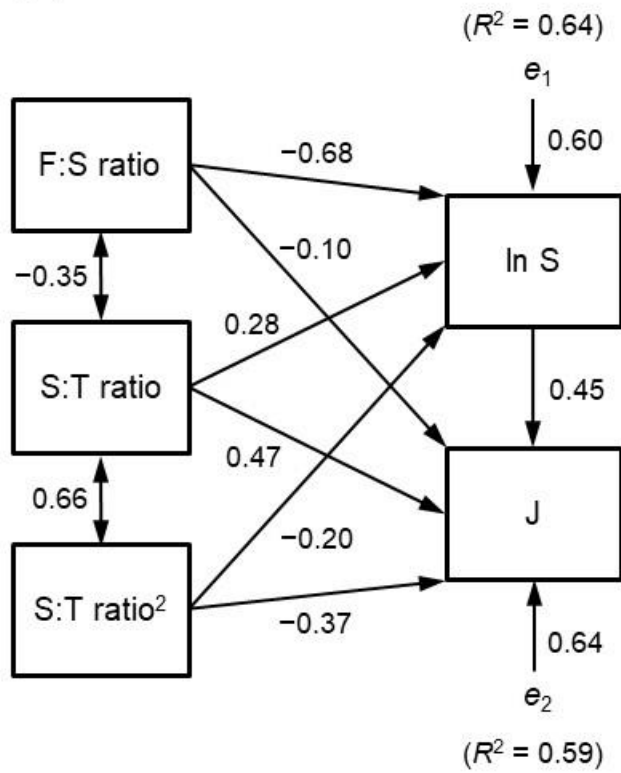 (R² = 0.64)
e₁
0.60
F:S ratio
−0.68
ln S
−0.10
−0.35
0.28
S:T ratio
0.45
0.47
J
0.66
−0.20
S:T ratio²
−0.37
0.64
e₂
(R² = 0.59)